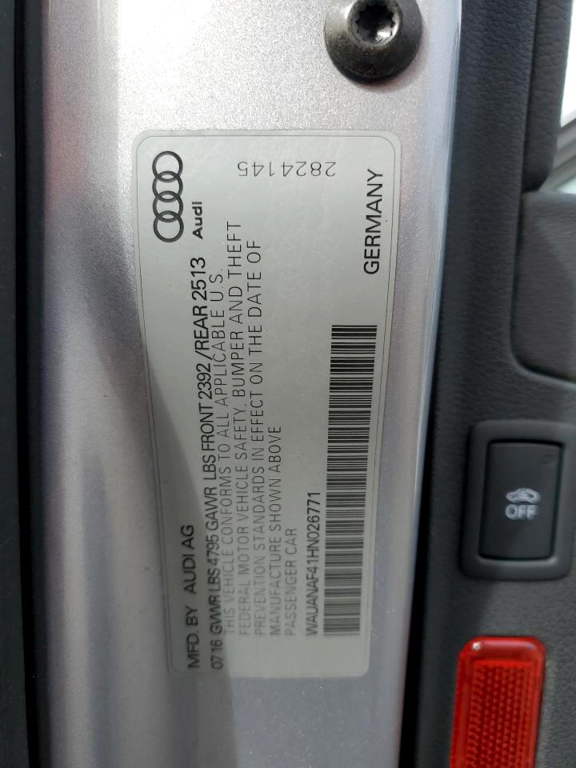 MFD. BY AUDI AG
Audi
0716 GVWR LBS 4795 GAWR LBS FRONT 2392 / REAR 2513
THIS VEHICLE CONFORMS TO ALL APPLICABLE U.S.
FEDERAL MOTOR VEHICLE SAFETY, BUMPER AND THEFT
PREVENTION STANDARDS IN EFFECT ON THE DATE OF
MANUFACTURE SHOWN ABOVE
PASSENGER CAR
WAUANAF41HN026771
GERMANY
2824145
OFF